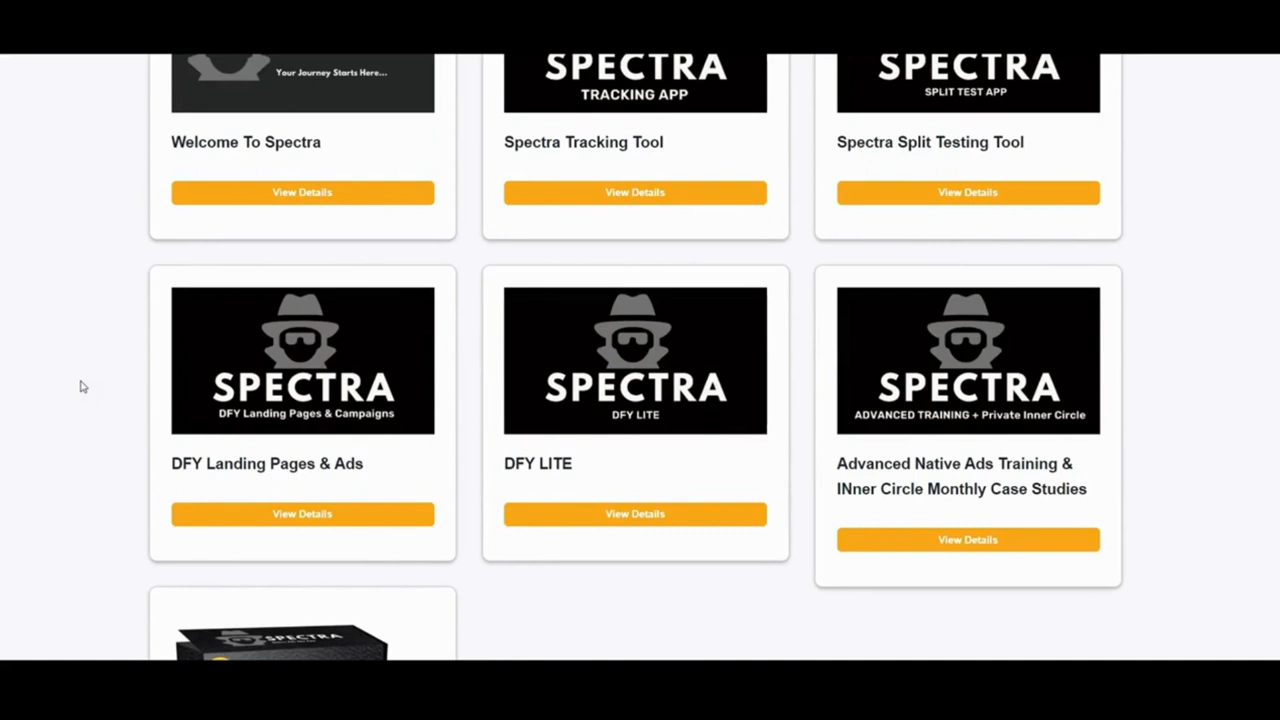 Your Journey Starts Here...
SPECTRA
TRACKING APP
SPECTRA
SPLIT TEST APP
Welcome To Spectra
Spectra Tracking Tool
Spectra Split Testing Tool
View Details
View Details
View Details
SPECTRA
DFY Landing Pages & Campaigns
SPECTRA
DFY LITE
SPECTRA
ADVANCED TRAINING + Private Inner Circle
DFY Landing Pages & Ads
DFY LITE
Advanced Native Ads Training &
INner Circle Monthly Case Studies
View Details
View Details
View Details
SPECTRA